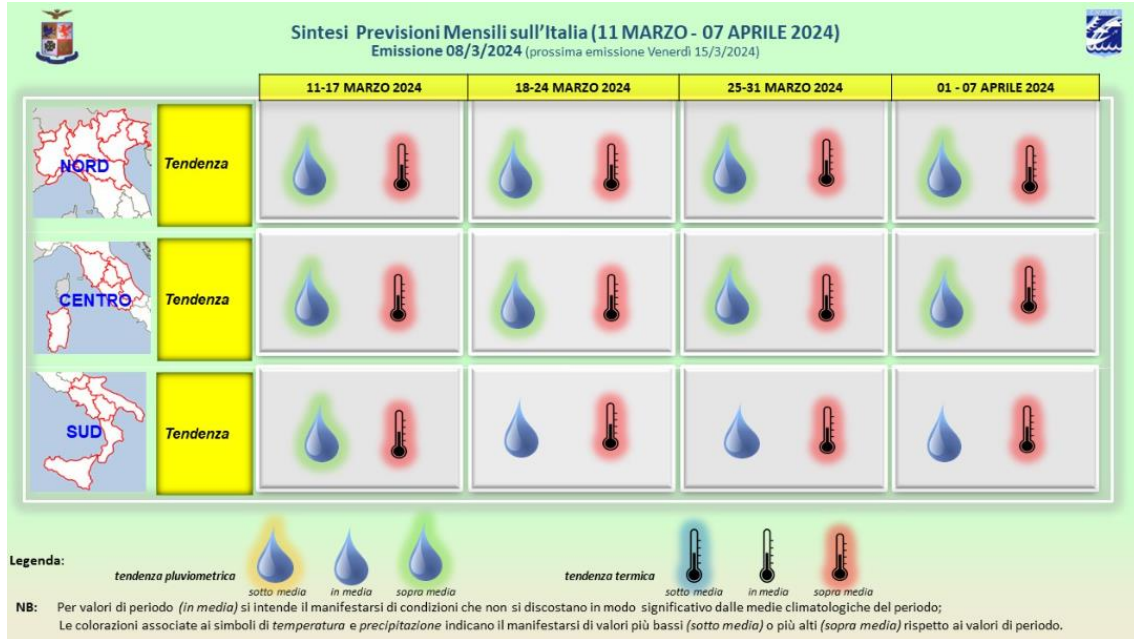 Sintesi Previsioni Mensili sull'Italia (11 MARZO - 07 APRILE 2024)
Emissione 08/3/2024 (prossima emissione Venerdì 15/3/2024)
11-17 MARZO 2024
18-24 MARZO 2024
25-31 MARZO 2024
01 - 07 APRILE 2024
NORD
Tendenza
CENTRO
Tendenza
SUD
Tendenza
Legenda:
tendenza pluviometrica
sotto media
in media
sopra media
tendenza termica
sotto media
in media
sopra media
NB: Per valori di periodo (in media) si intende il manifestarsi di condizioni che non si discostano in modo significativo dalle medie climatologiche del periodo;
Le colorazioni associate ai simboli di temperatura e precipitazione indicano il manifestarsi di valori più bassi (sotto media) o più alti (sopra media) rispetto ai valori di periodo.